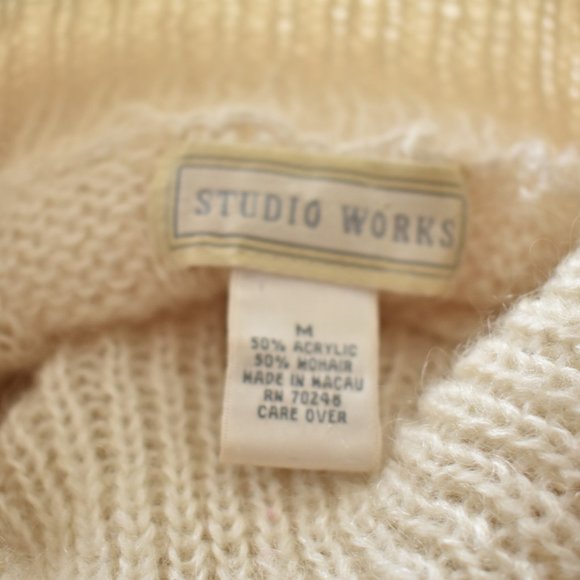 STUDIO WORKS
M
50% ACRYLIC
50% MOHAIR
MADE IN MACAU
RN 70246
CARE OVER